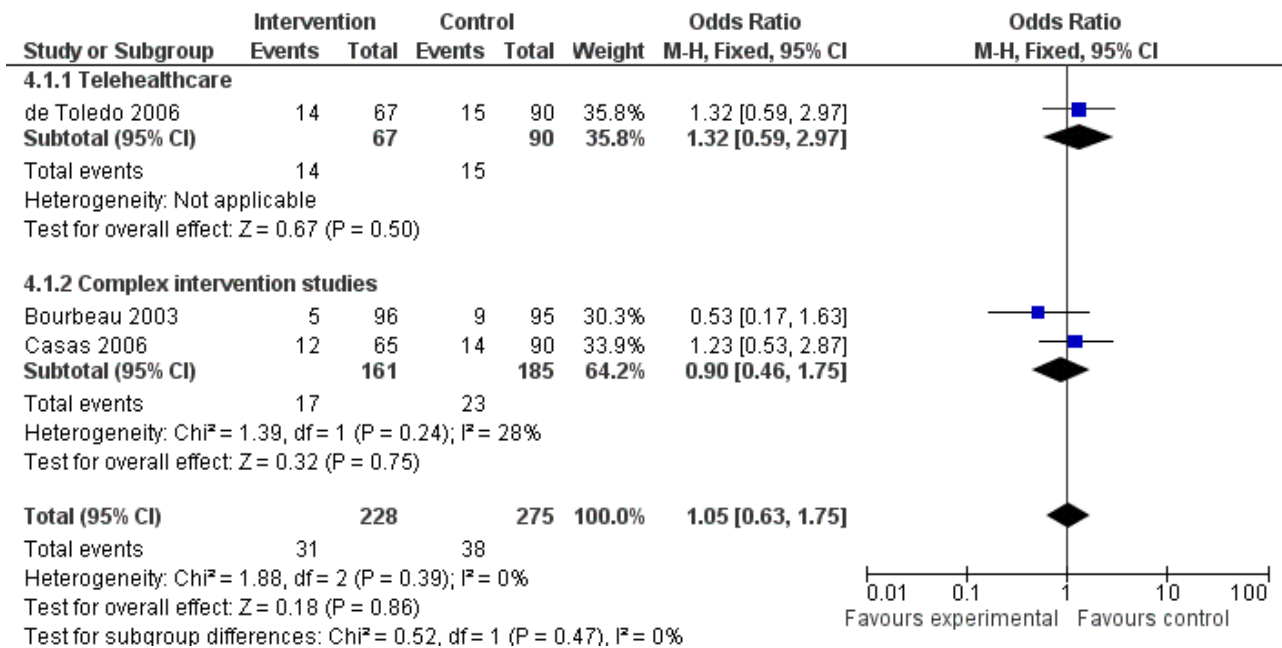 Intervention Control Odds Ratio Odds Ratio
Study or Subgroup Events Total Events Total Weight M-H, Fixed, 95% CI M-H, Fixed, 95% CI
4.1.1 Telehealthcare
de Toledo 2006 14 67 15 90 35.8% 1.32 [0.59, 2.97]
Subtotal (95% CI) 67 90 35.8% 1.32 [0.59, 2.97]
Total events 14 15
Heterogeneity: Not applicable
Test for overall effect: Z = 0.67 (P = 0.50)
4.1.2 Complex intervention studies
Bourbeau 2003 5 96 9 95 30.3% 0.53 [0.17, 1.63]
Casas 2006 12 65 14 90 33.9% 1.23 [0.53, 2.87]
Subtotal (95% CI) 161 185 64.2% 0.90 [0.46, 1.75]
Total events 17 23
Heterogeneity: Chi² = 1.39, df = 1 (P = 0.24); I² = 28%
Test for overall effect: Z = 0.32 (P = 0.75)
Total (95% CI) 228 275 100.0% 1.05 [0.63, 1.75]
Total events 31 38
Heterogeneity: Chi² = 1.88, df = 2 (P = 0.39); I² = 0%
Test for overall effect: Z = 0.18 (P = 0.86)
Test for subgroup differences: Chi² = 0.52, df = 1 (P = 0.47), I² = 0%
0.01 0.1 1 10 100
Favours experimental Favours control